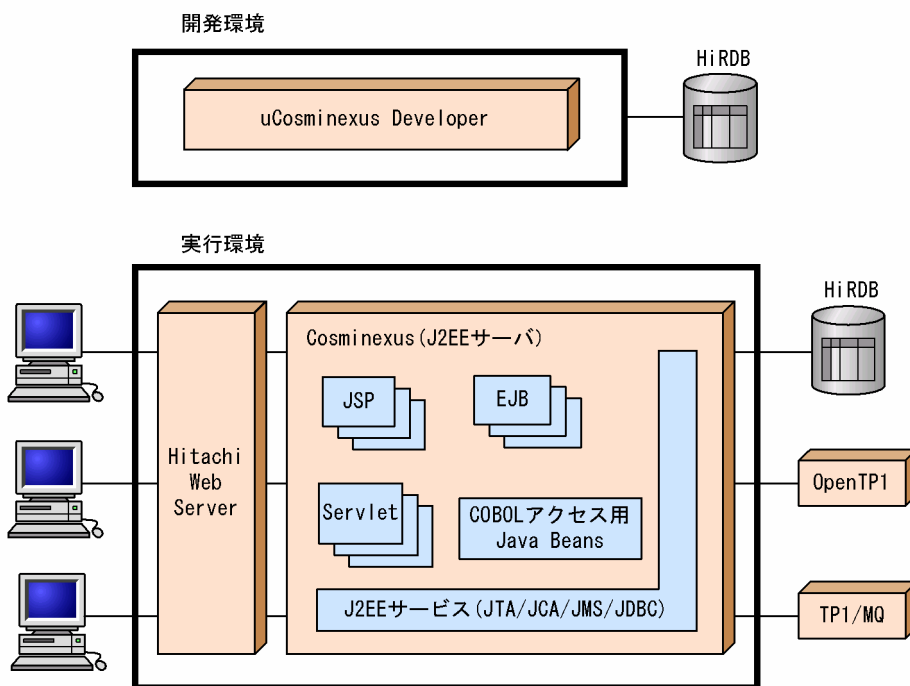 開発環境
HiRDB
uCosminexus Developer
実行環境
HiRDB
Cosminexus(J2EEサーバ)
JSP
EJB
Hitachi
Web
Server
OpenTP1
Servlet
COBOLアクセス用
Java Beans
J2EEサービス(JTA/JCA/JMS/JDBC)
TP1/MQ